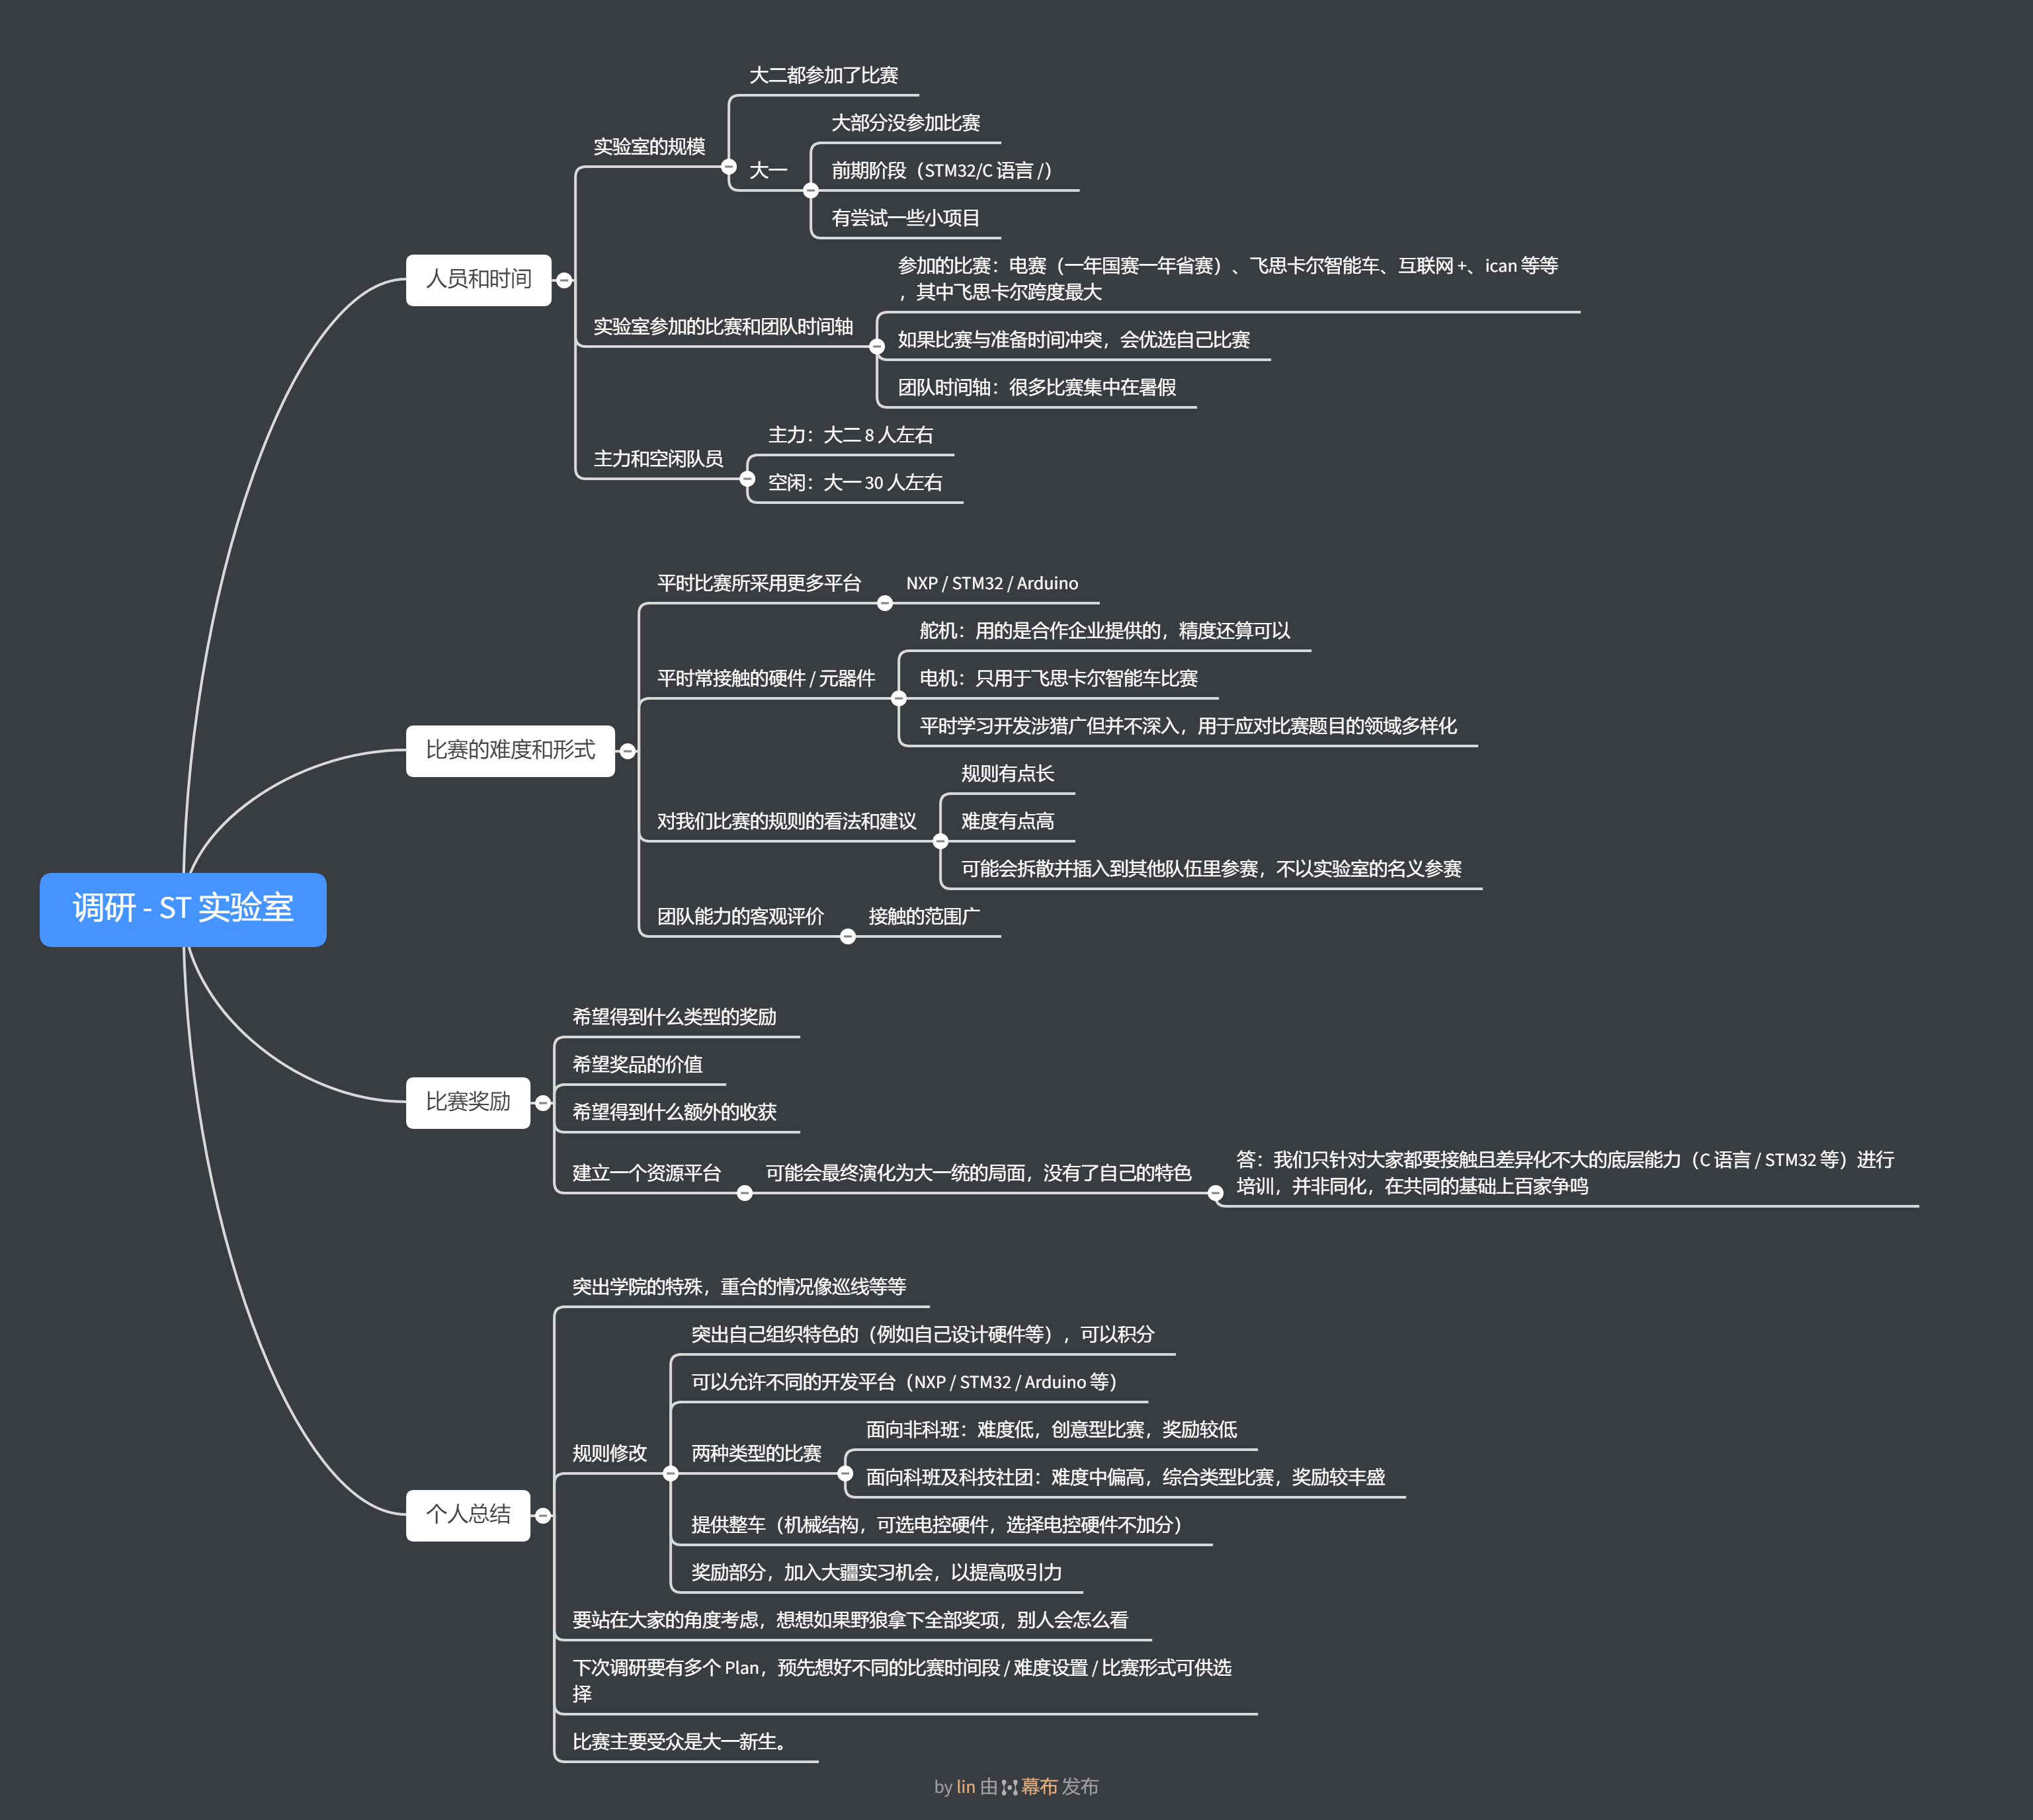 调研 - ST 实验室
人员和时间
实验室的规模
大二都参加了比赛
大一
大部分没参加比赛
前期阶段（STM32/C 语言 /）
有尝试一些小项目
实验室参加的比赛和团队时间轴
参加的比赛：电赛（一年国赛一年省赛）、飞思卡尔智能车、互联网 +、ican 等等
，其中飞思卡尔跨度最大
如果比赛与准备时间冲突，会优选自己比赛
团队时间轴：很多比赛集中在暑假
主力和空闲队员
主力：大二 8 人左右
空闲：大一 30 人左右
比赛的难度和形式
平时比赛所采用更多平台
NXP / STM32 / Arduino
平时常接触的硬件 / 元器件
舵机：用的是合作企业提供的，精度还算可以
电机：只用于飞思卡尔智能车比赛
平时学习开发涉猎广但并不深入，用于应对比赛题目的领域多样化
对我们比赛的规则的看法和建议
规则有点长
难度有点高
可能会拆散并插入到其他队伍里参赛，不以实验室的名义参赛
团队能力的客观评价
接触的范围广
比赛奖励
希望得到什么类型的奖励
希望奖品的价值
希望得到什么额外的收获
建立一个资源平台
可能会最终演化为大一统的局面，没有了自己的特色
答：我们只针对大家都要接触且差异化不大的底层能力（C 语言 / STM32 等）进行
培训，并非同化，在共同的基础上百家争鸣
个人总结
突出学院的特殊，重合的情况像巡线等等
规则修改
突出自己组织特色的（例如自己设计硬件等），可以积分
可以允许不同的开发平台（NXP / STM32 / Arduino 等）
两种类型的比赛
面向非科班：难度低，创意型比赛，奖励较低
面向科班及科技社团：难度中偏高，综合类型比赛，奖励较丰盛
提供整车（机械结构，可选电控硬件，选择电控硬件不加分）
奖励部分，加入大疆实习机会，以提高吸引力
要站在大家的角度考虑，想想如果野狼拿下全部奖项，别人会怎么看
下次调研要有多个 Plan，预先想好不同的比赛时间段 / 难度设置 / 比赛形式可供选
择
比赛主要受众是大一新生。
by lin 由 幕布 发布